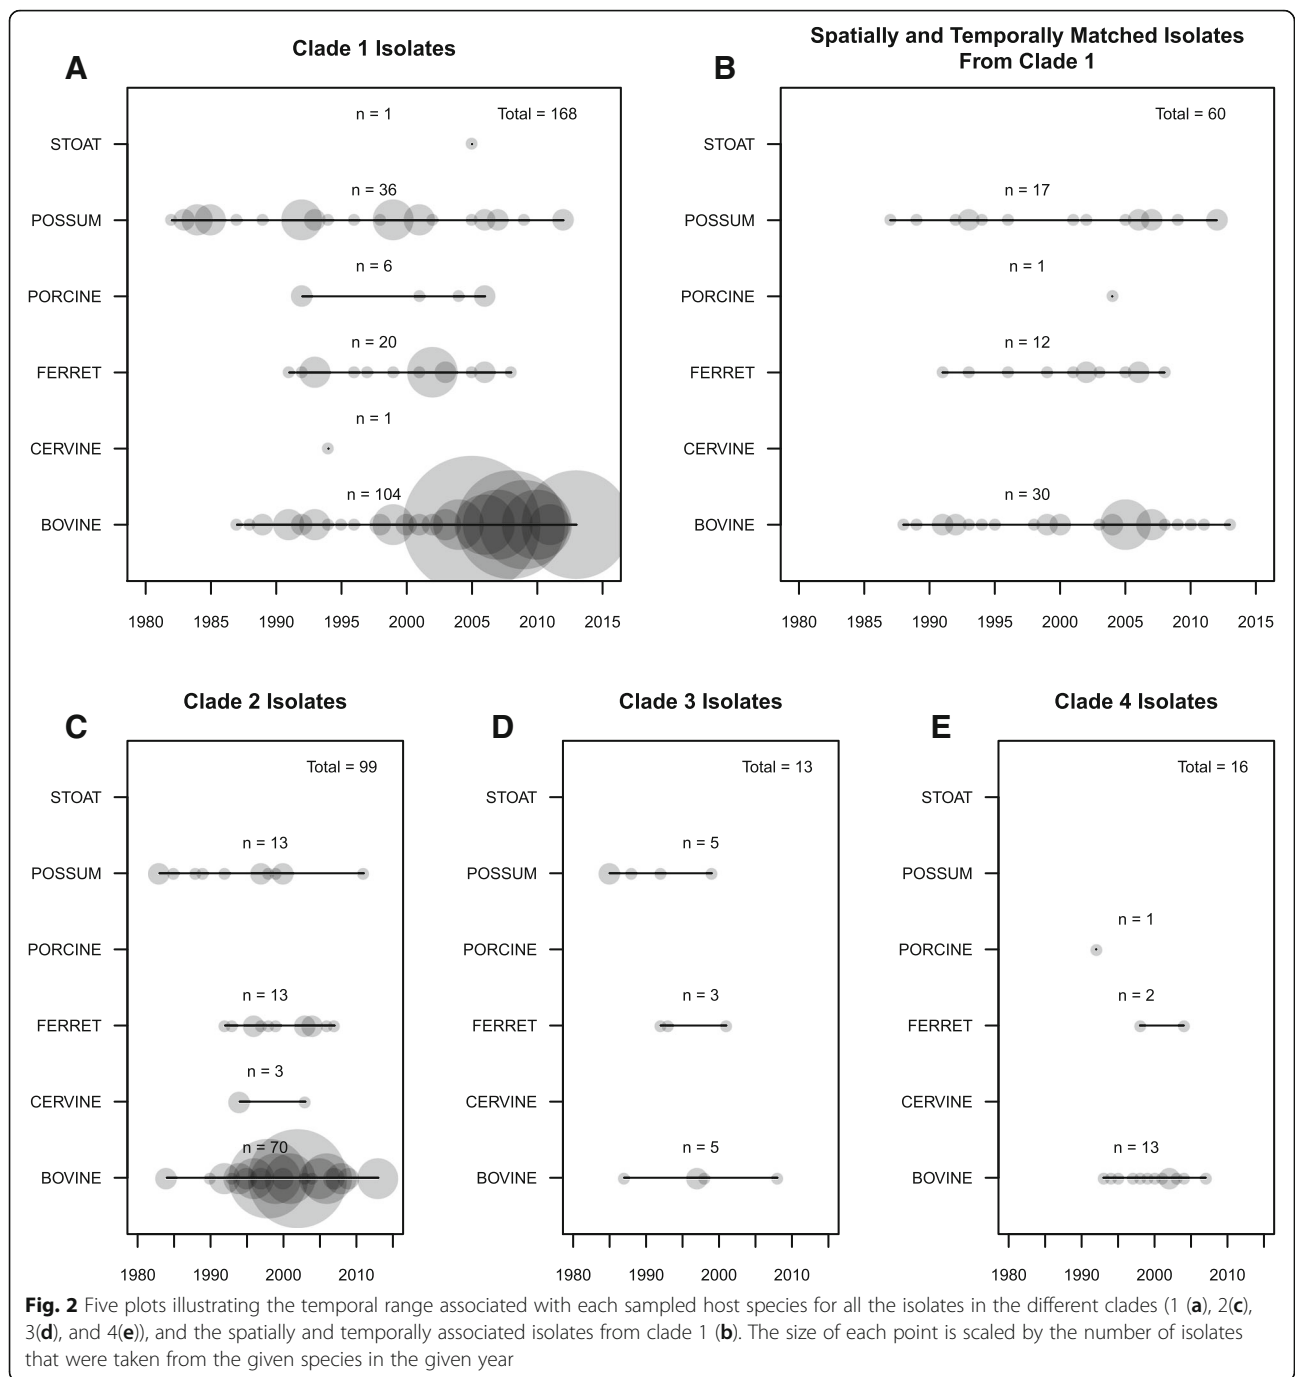 A
Clade 1 Isolates
n = 1
Total = 168
STOAT
n = 36
POSSUM
n = 6
PORCINE
n = 20
FERRET
n = 1
CERVINE
n = 104
BOVINE
1980 1985 1990 1995 2000 2005 2010 2015
B
Spatially and Temporally Matched Isolates
From Clade 1
Total = 60
STOAT
n = 17
POSSUM
n = 1
PORCINE
n = 12
FERRET
CERVINE
n = 30
BOVINE
1980 1985 1990 1995 2000 2005 2010 2015
C
Clade 2 Isolates
Total = 99
STOAT
n = 13
POSSUM
PORCINE
n = 13
FERRET
n = 3
CERVINE
n = 70
BOVINE
1980 1990 2000 2010
D
Clade 3 Isolates
Total = 13
STOAT
n = 5
POSSUM
PORCINE
n = 3
FERRET
CERVINE
n = 5
BOVINE
1980 1990 2000 2010
E
Clade 4 Isolates
Total = 16
STOAT
POSSUM
n = 1
PORCINE
n = 2
FERRET
CERVINE
n = 13
BOVINE
1980 1990 2000 2010
Fig. 2 Five plots illustrating the temporal range associated with each sampled host species for all the isolates in the different clades (1 (a), 2(c),
3(d), and 4(e)), and the spatially and temporally associated isolates from clade 1 (b). The size of each point is scaled by the number of isolates
that were taken from the given species in the given year